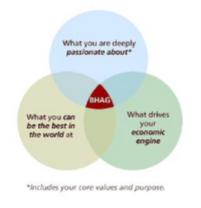 What you are deeply
passionate about*
BHAG
What you can
be the best in
the world at
What drives
your
economic
engine
*Includes your core values and purpose.